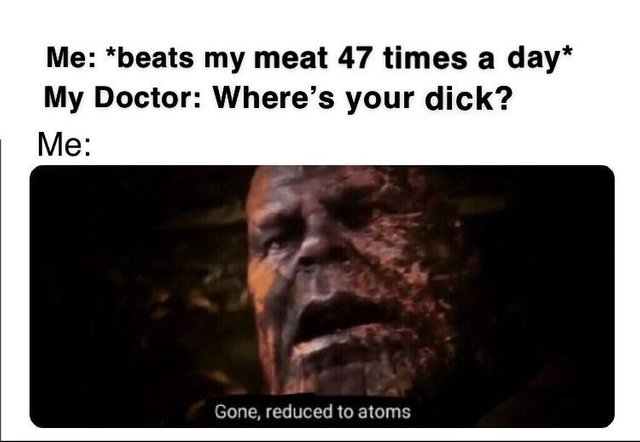 Me: *beats my meat 47 times a day*
My Doctor: Where's your dick?
Me:
Gone, reduced to atoms